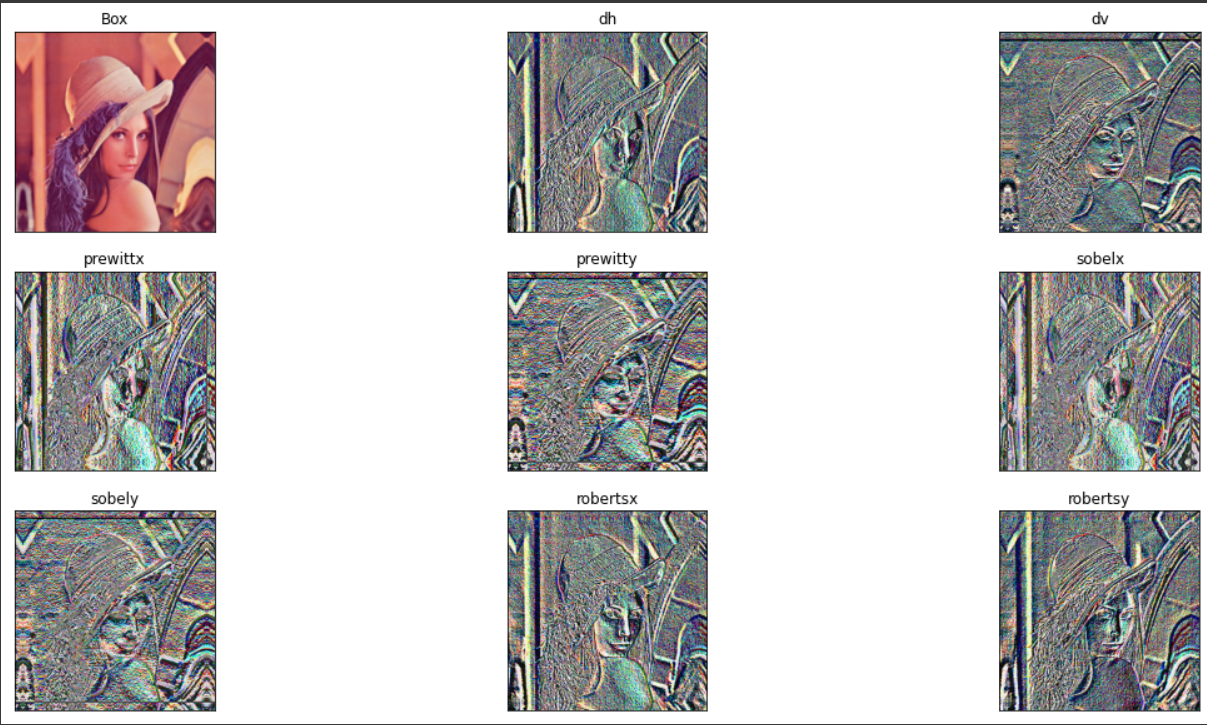 Box
dh
dv
prewittx
prewitty
sobelx
sobely
robertsx
robertsy